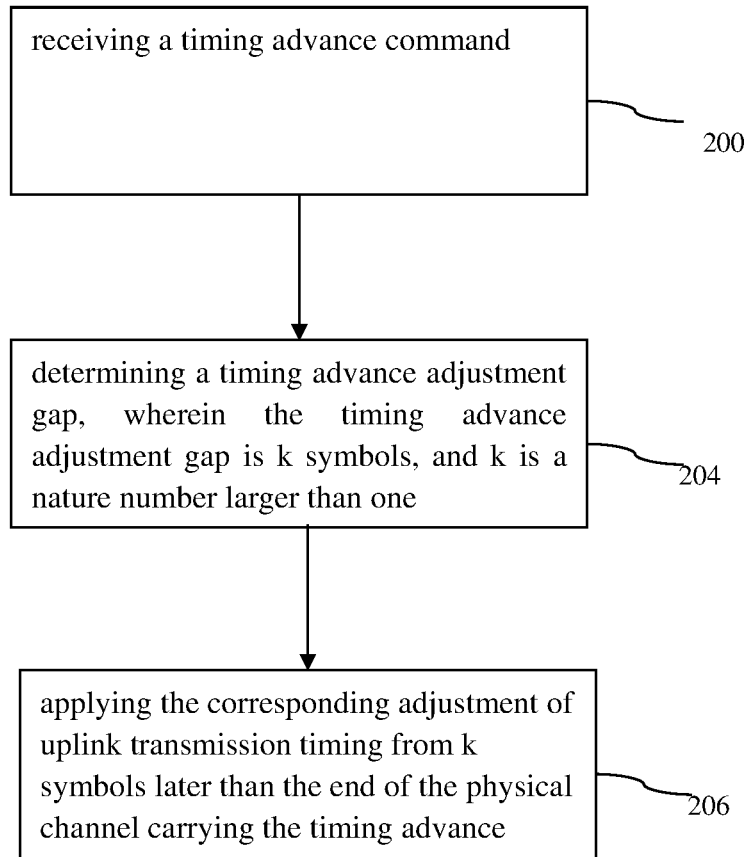 receiving a timing advance command
200
determining a timing advance adjustment
gap, wherein the timing advance
adjustment gap is k symbols, and k is a
nature number larger than one
204
applying the corresponding adjustment of
uplink transmission timing from k
symbols later than the end of the physical
channel carrying the timing advance
206